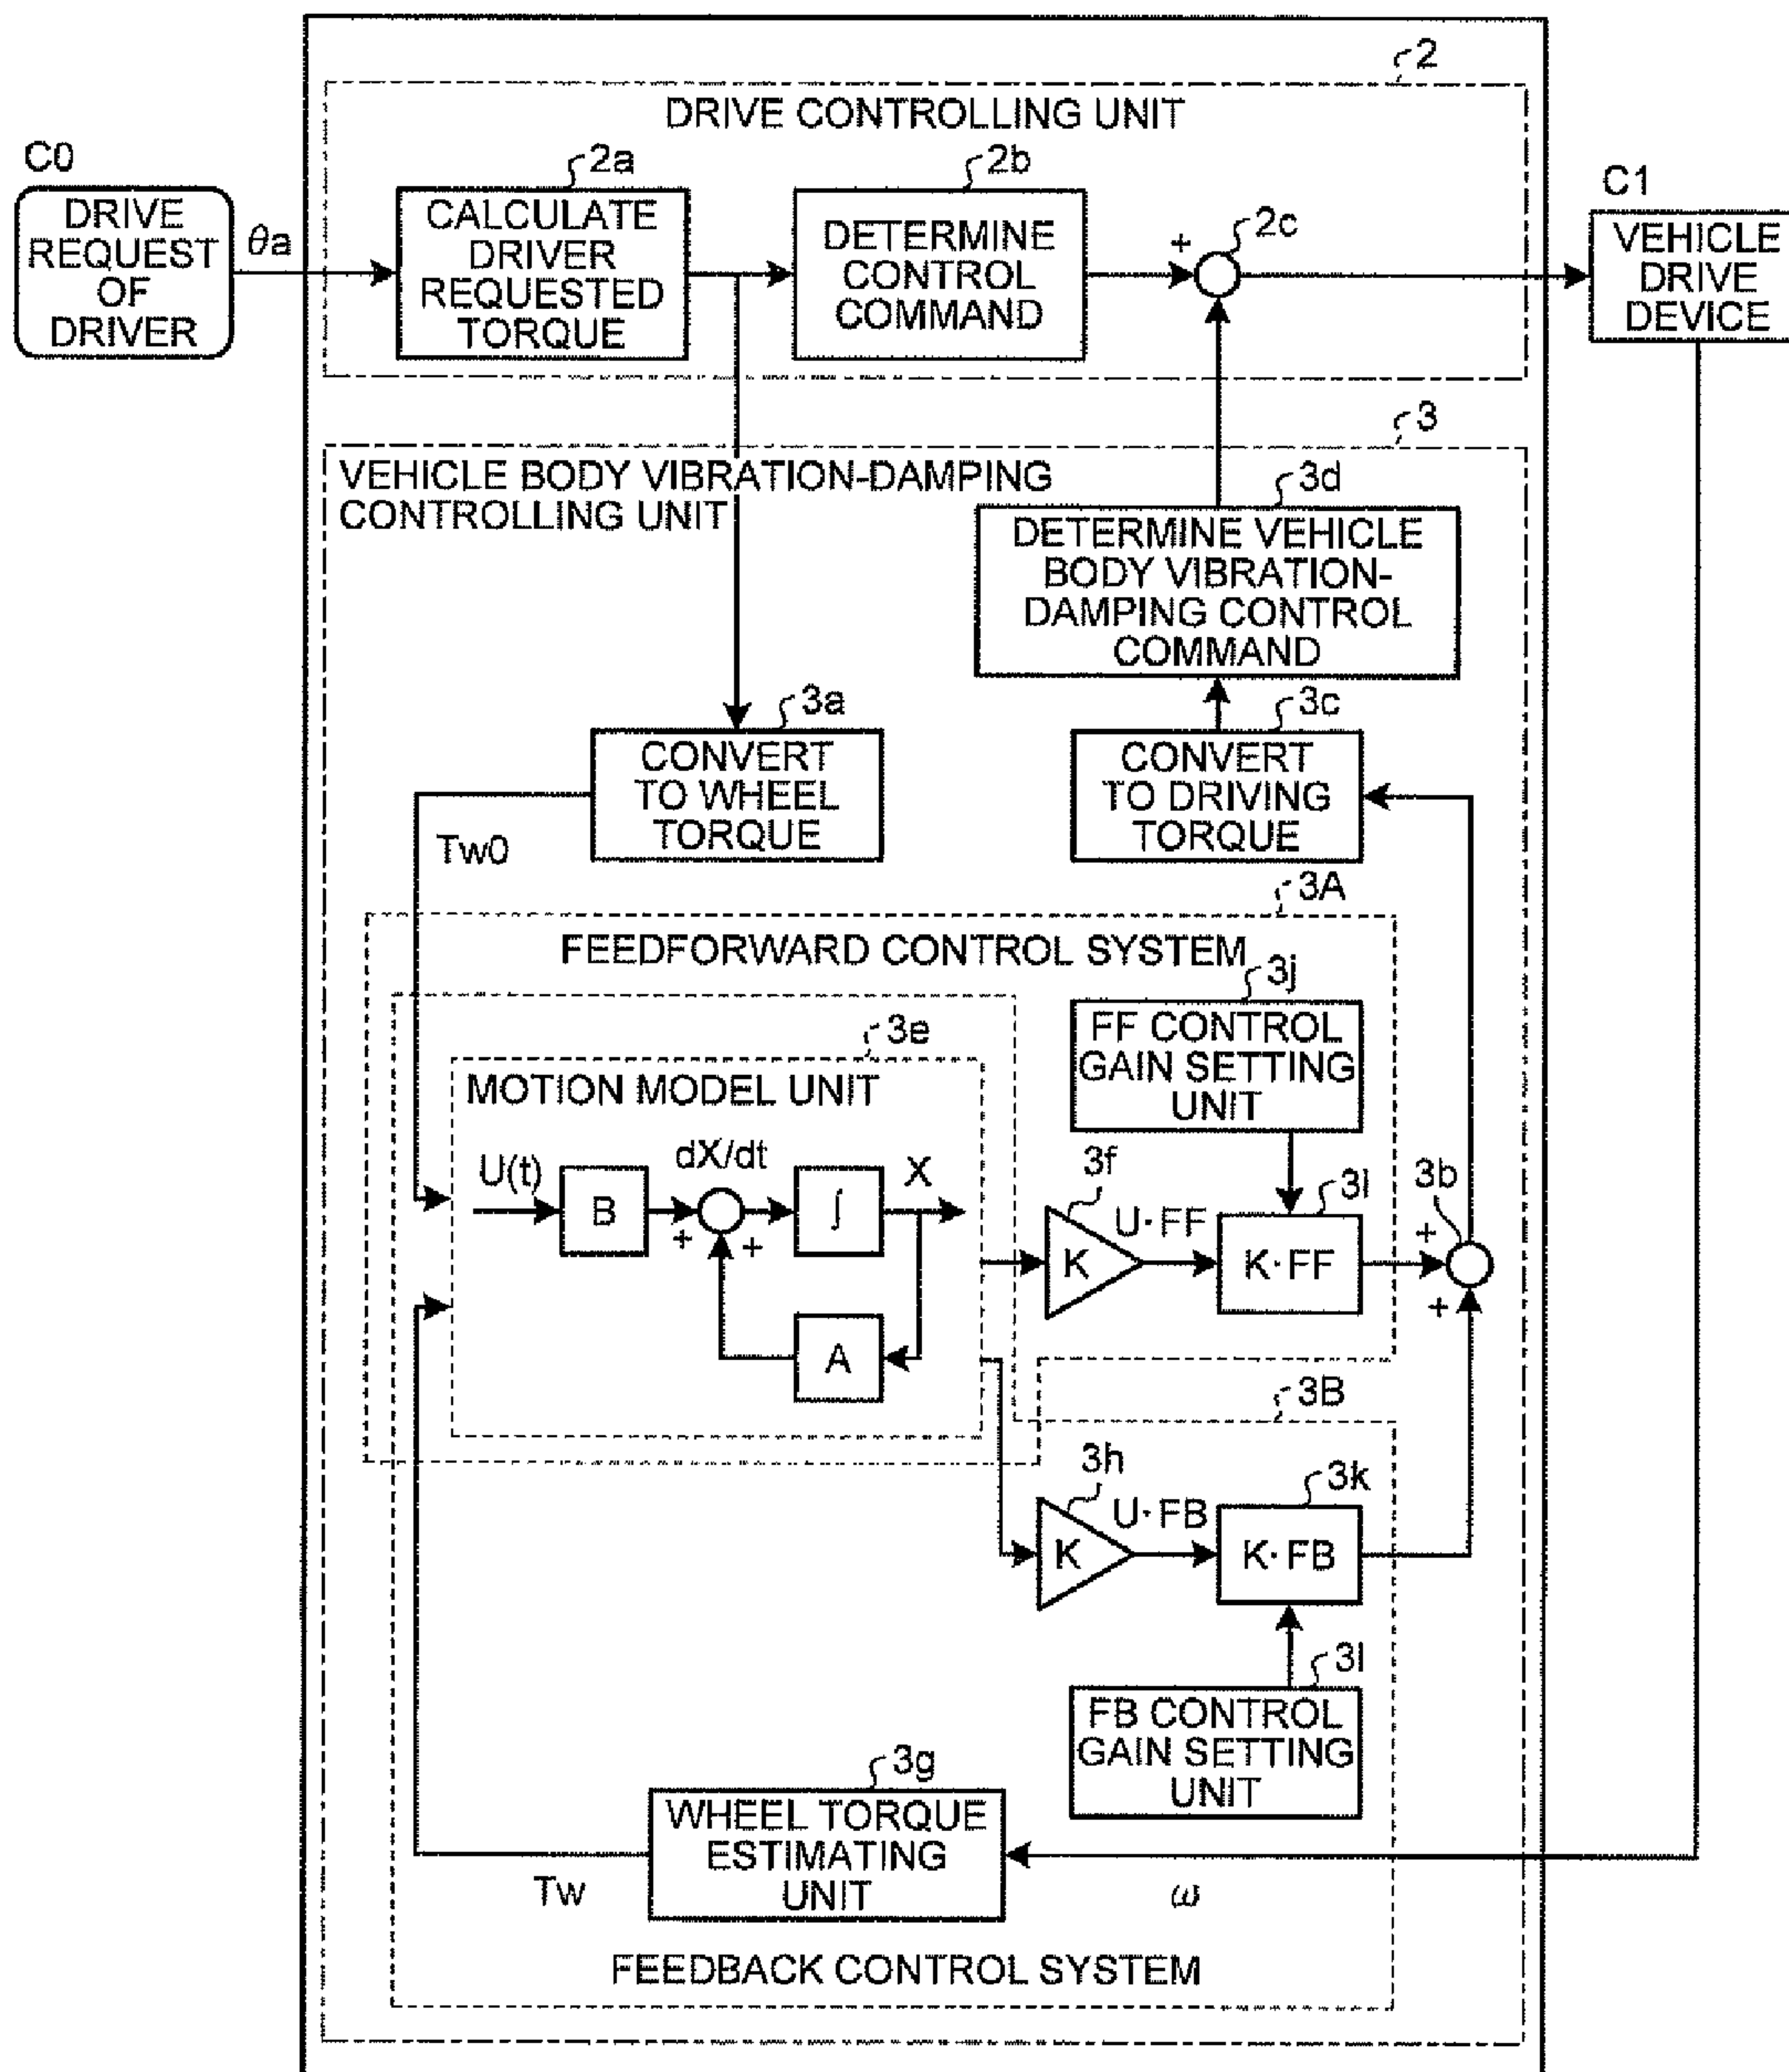 2
DRIVE CONTROLLING UNIT
C0
DRIVE
REQUEST
OF
DRIVER
θa
2a
CALCULATE
DRIVER
REQUESTED
TORQUE
2b
DETERMINE
CONTROL
COMMAND
+
2c
C1
VEHICLE
DRIVE
DEVICE
3
VEHICLE BODY VIBRATION-DAMPING
CONTROLLING UNIT
3d
DETERMINE VEHICLE
BODY VIBRATION-
DAMPING CONTROL
COMMAND
3a
CONVERT
TO WHEEL
TORQUE
3c
CONVERT
TO DRIVING
TORQUE
Tw0
3A
FEEDFORWARD CONTROL SYSTEM
3j
FF CONTROL
GAIN SETTING
UNIT
3e
MOTION MODEL UNIT
U(t)
B
dX/dt
+
+
∫
X
A
3f
K
U·FF
3i
K·FF
3b
+
+
3B
3h
K
U·FB
3k
K·FB
3l
FB CONTROL
GAIN SETTING
UNIT
3g
WHEEL TORQUE
ESTIMATING
UNIT
Tw
ω
FEEDBACK CONTROL SYSTEM